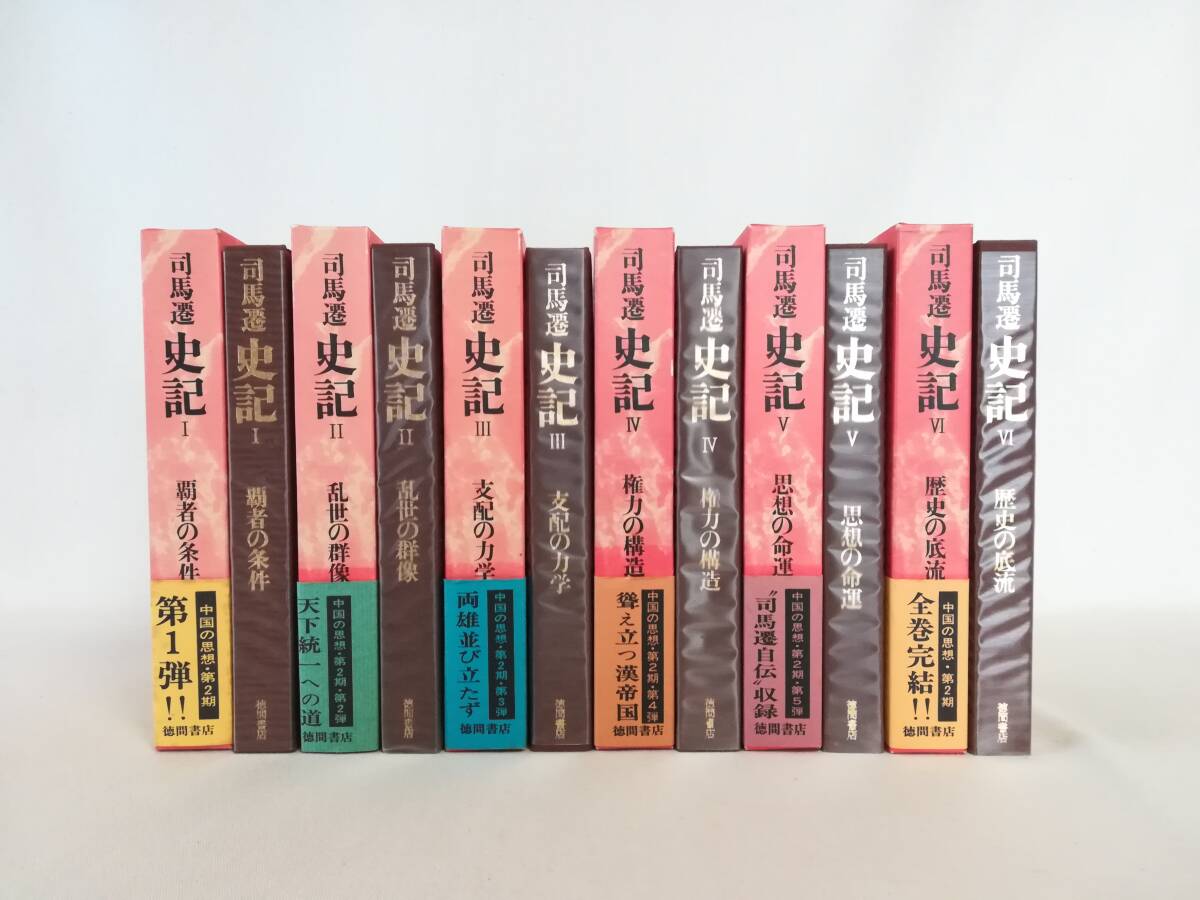 司馬遷 史記 I 覇者の条件
中国の思想・第2期
第1弾!!
徳間書店
司馬遷 史記 I 覇者の条件
徳間書店
司馬遷 史記 II 乱世の群像
中国の思想・第2期・第2弾
天下統一への道
徳間書店
司馬遷 史記 II 乱世の群像
徳間書店
司馬遷 史記 III 支配の力学
中国の思想・第2期・第3弾
両雄並び立たず
徳間書店
司馬遷 史記 III 支配の力学
徳間書店
司馬遷 史記 IV 権力の構造
中国の思想・第2期・第4弾
聳え立つ漢帝国
徳間書店
司馬遷 史記 IV 権力の構造
徳間書店
司馬遷 史記 V 思想の命運
中国の思想・第2期・第5弾
“司馬遷自伝”収録
徳間書店
司馬遷 史記 V 思想の命運
徳間書店
司馬遷 史記 VI 歴史の底流
中国の思想・第2期
全巻完結!!
徳間書店
司馬遷 史記 VI 歴史の底流
徳間書店